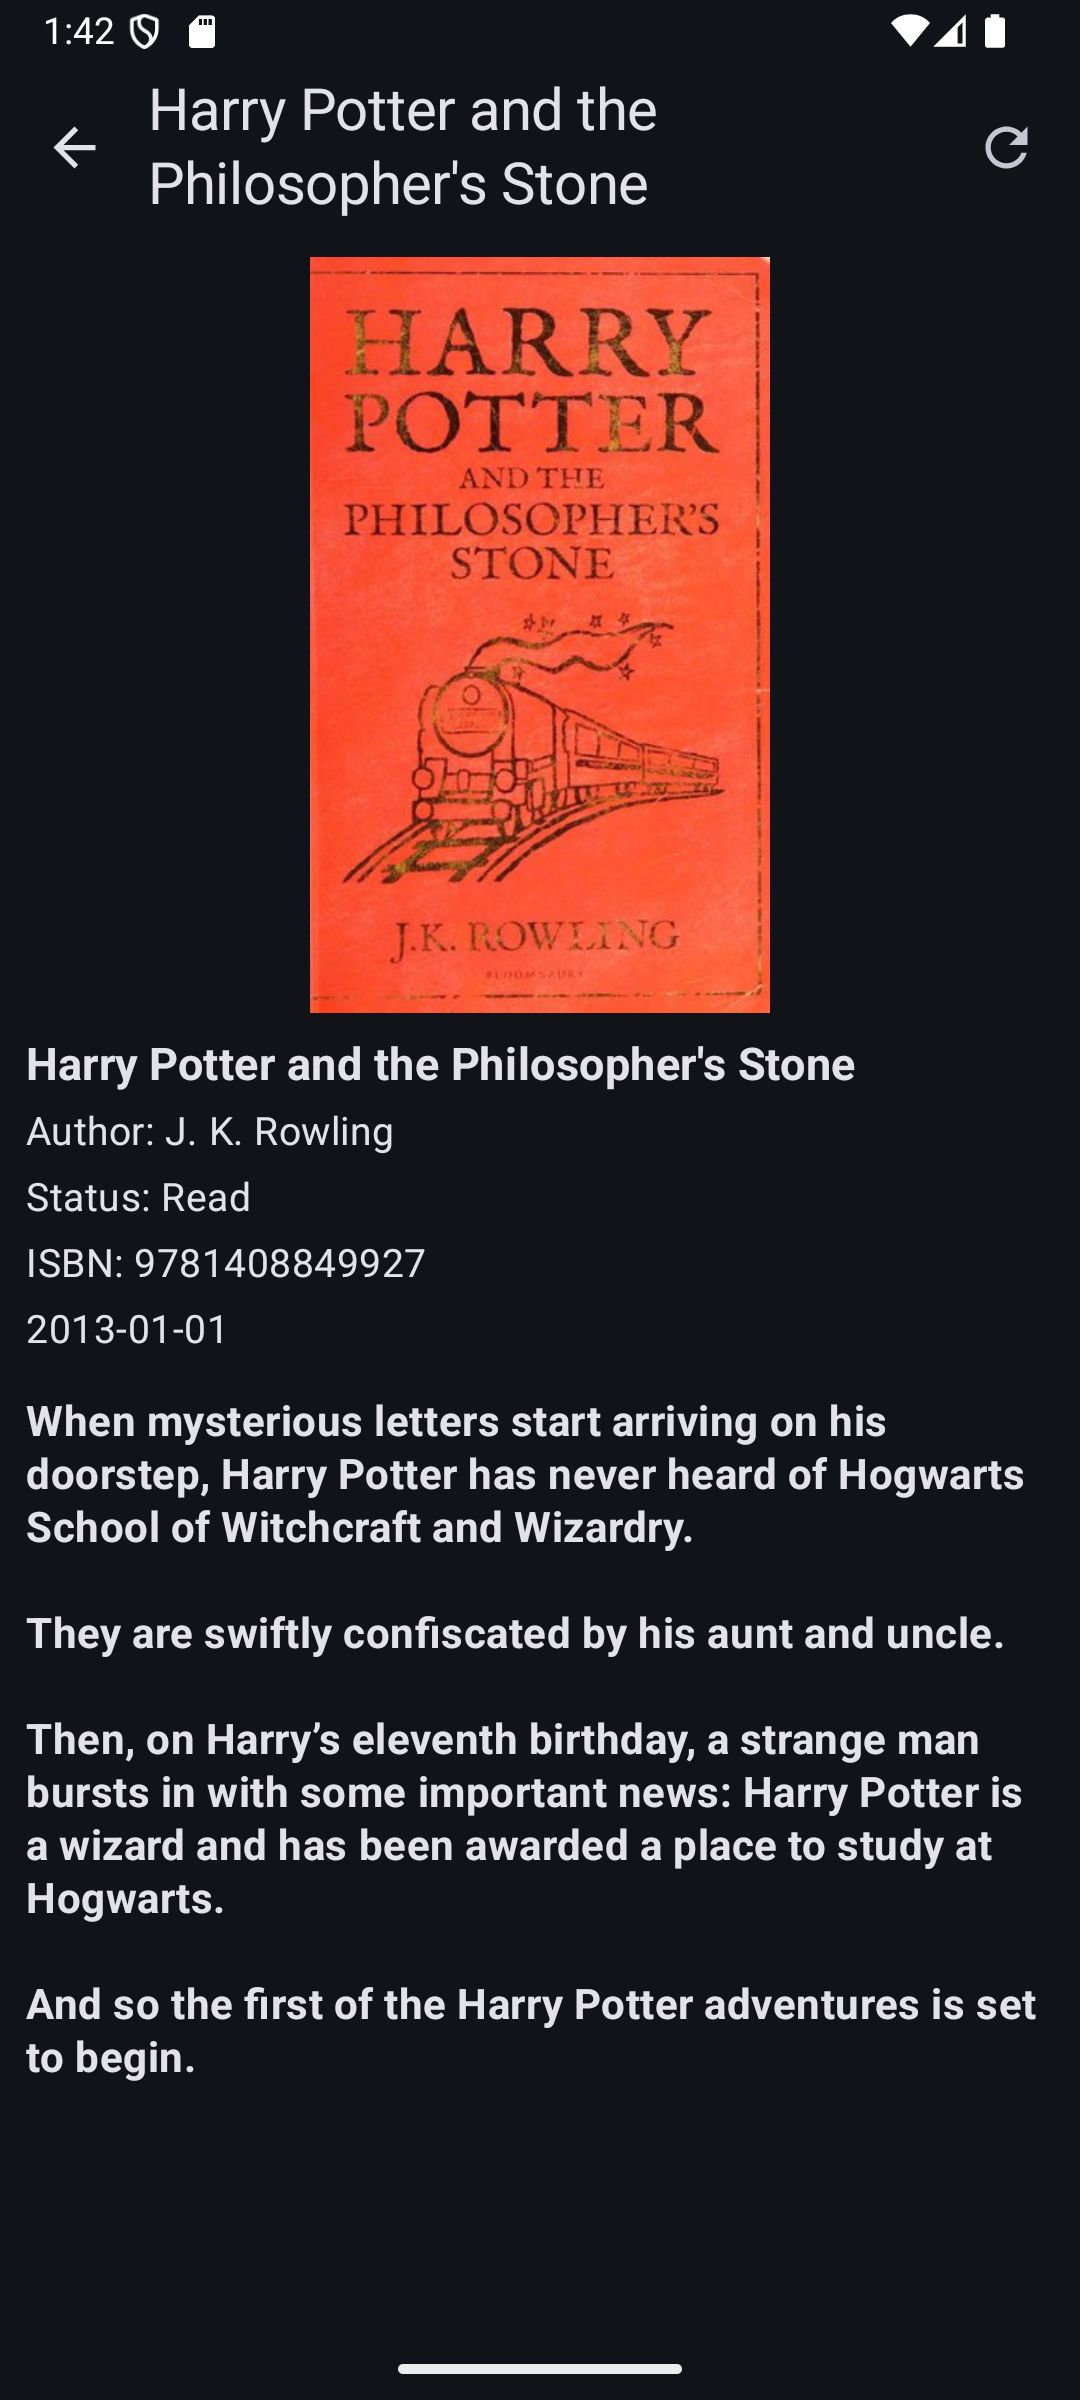 1:42
Harry Potter and the
Philosopher's Stone
HARRY
POTTER
AND THE
PHILOSOPHER'S
STONE
J.K. ROWLING
BLOOMSBURY
Harry Potter and the Philosopher's Stone
Author: J. K. Rowling
Status: Read
ISBN: 9781408849927
2013-01-01
When mysterious letters start arriving on his
doorstep, Harry Potter has never heard of Hogwarts
School of Witchcraft and Wizardry.
They are swiftly confiscated by his aunt and uncle.
Then, on Harry’s eleventh birthday, a strange man
bursts in with some important news: Harry Potter is
a wizard and has been awarded a place to study at
Hogwarts.
And so the first of the Harry Potter adventures is set
to begin.